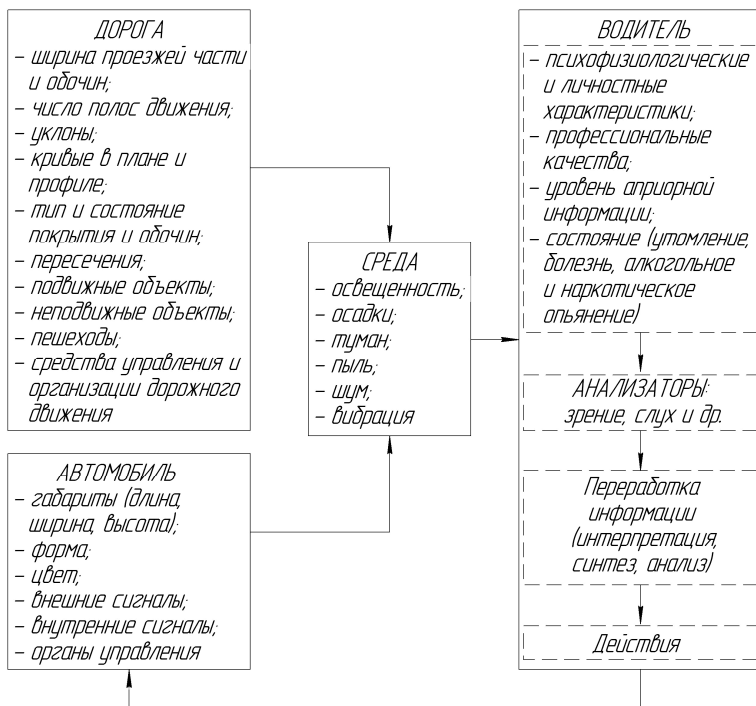 ДОРОГА
– ширина проезжей части
и обочин;
– число полос движения;
– уклоны;
– кривые в плане и
профиле;
– тип и состояние
покрытия и обочин;
– пересечения;
– подвижные объекты;
– неподвижные объекты;
– пешеходы;
– средства управления и
организации дорожного
движения
АВТОМОБИЛЬ
– габариты (длина,
ширина, высота);
– форма;
– цвет;
– внешние сигналы;
– внутренние сигналы;
– органы управления
СРЕДА
– освещенность;
– осадки;
– туман;
– пыль;
– шум;
– вибрация
ВОДИТЕЛЬ
– психофизиологические
и личностные
характеристики;
– профессиональные
качества;
– уровень априорной
информации;
– состояние (утомление,
болезнь, алкогольное
и наркотическое
опьянение)
АНАЛИЗАТОРЫ:
зрение, слух и др.
Переработка
информации
(интерпретация,
синтез, анализ)
Действия